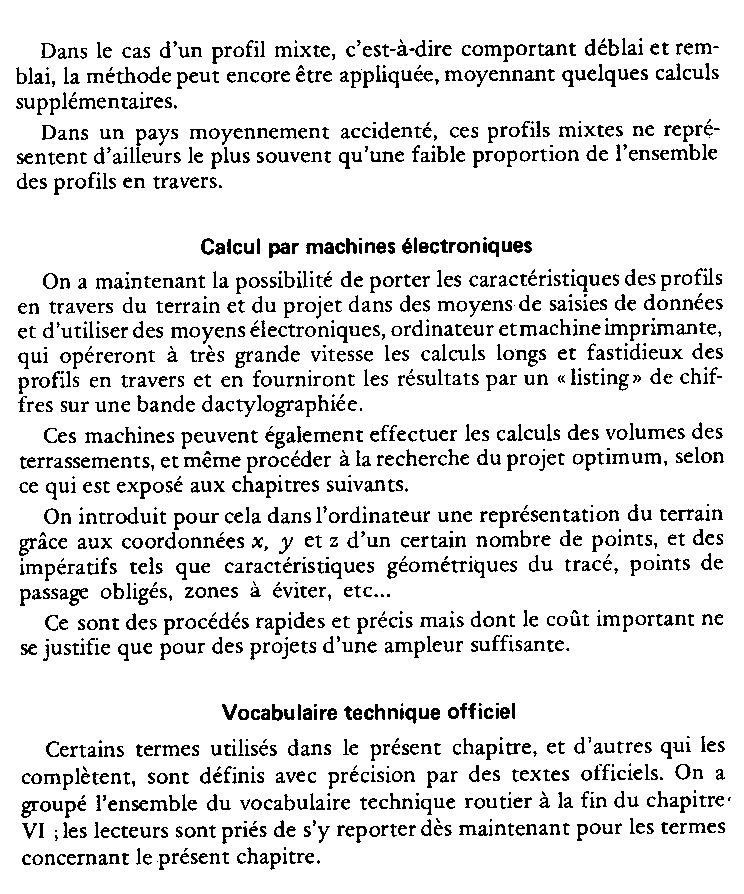 Dans le cas d'un profil mixte, c'est-à-dire comportant déblai et rem-
blai, la méthode peut encore être appliquée, moyennant quelques calculs
supplémentaires.
Dans un pays moyennement accidenté, ces profils mixtes ne repré-
sentent d'ailleurs le plus souvent qu'une faible proportion de l'ensemble
des profils en travers.
Calcul par machines électroniques
On a maintenant la possibilité de porter les caractéristiques des profils
en travers du terrain et du projet dans des moyens de saisies de données
et d'utiliser des moyens électroniques, ordinateur et machine imprimante,
qui opéreront à très grande vitesse les calculs longs et fastidieux des
profils en travers et en fourniront les résultats par un « listing » de chif-
fres sur une bande dactylographiée.
Ces machines peuvent également effectuer les calculs des volumes des
terrassements, et même procéder à la recherche du projet optimum, selon
ce qui est exposé aux chapitres suivants.
On introduit pour cela dans l'ordinateur une représentation du terrain
grâce aux coordonnées x, y et z d'un certain nombre de points, et des
impératifs tels que caractéristiques géométriques du tracé, points de
passage obligés, zones à éviter, etc...
Ce sont des procédés rapides et précis mais dont le coût important ne
se justifie que pour des projets d'une ampleur suffisante.
Vocabulaire technique officiel
Certains termes utilisés dans le présent chapitre, et d'autres qui les
complètent, sont définis avec précision par des textes officiels. On a
groupé l'ensemble du vocabulaire technique routier à la fin du chapitre
VI ; les lecteurs sont priés de s'y reporter dès maintenant pour les termes
concernant le présent chapitre.